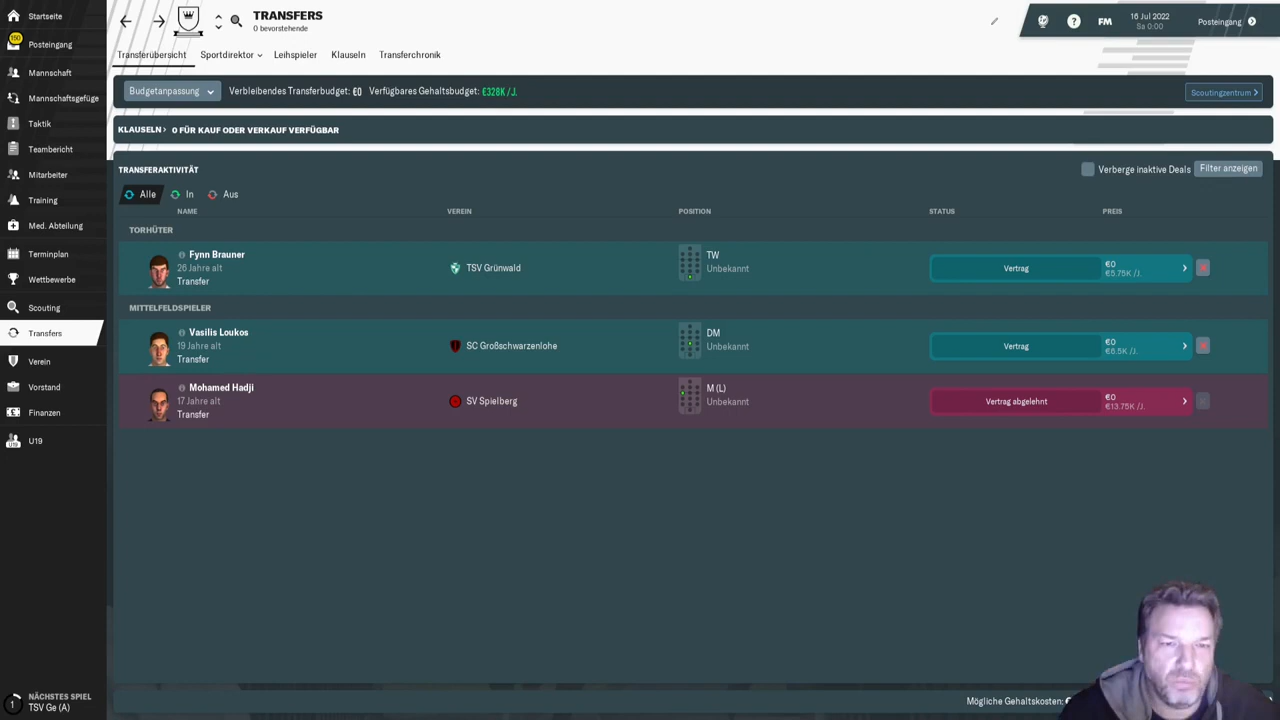 Startseite
150
Posteingang
Mannschaft
Mannschaftsgefüge
Taktik
Teambericht
Mitarbeiter
Training
Med. Abteilung
Terminplan
Wettbewerbe
Scouting
Transfers
Verein
Vorstand
Finanzen
U19
U19
1
NÄCHSTES SPIEL
TSV Ge (A)
TRANSFERS
0 bevorstehende
?
FM
16 Jul 2022
Sa 0:00
Posteingang
Transferübersicht
Sportdirektor
Leihspieler
Klauseln
Transferchronik
Budgetanpassung
Verbleibendes Transferbudget: €0
Verfügbares Gehaltsbudget: €328K /J.
Scoutingzentrum
KLAUSELN
0 FÜR KAUF ODER VERKAUF VERFÜGBAR
TRANSFERAKTIVITÄT
Verberge inaktive Deals
Filter anzeigen
Alle
In
Aus
NAME
VEREIN
POSITION
STATUS
PREIS
TORHÜTER
Fynn Brauner
26 Jahre alt
Transfer
TSV Grünwald
TW
Unbekannt
Vertrag
€0
€5.75K /J.
MITTELFELDSPIELER
Vasilis Loukos
19 Jahre alt
Transfer
SC Großschwarzenlohe
DM
Unbekannt
Vertrag
€0
€6.5K /J.
Mohamed Hadji
17 Jahre alt
Transfer
SV Spielberg
M (L)
Unbekannt
Vertrag abgelehnt
€0
€13.75K /J.
Mögliche Gehaltskosten: